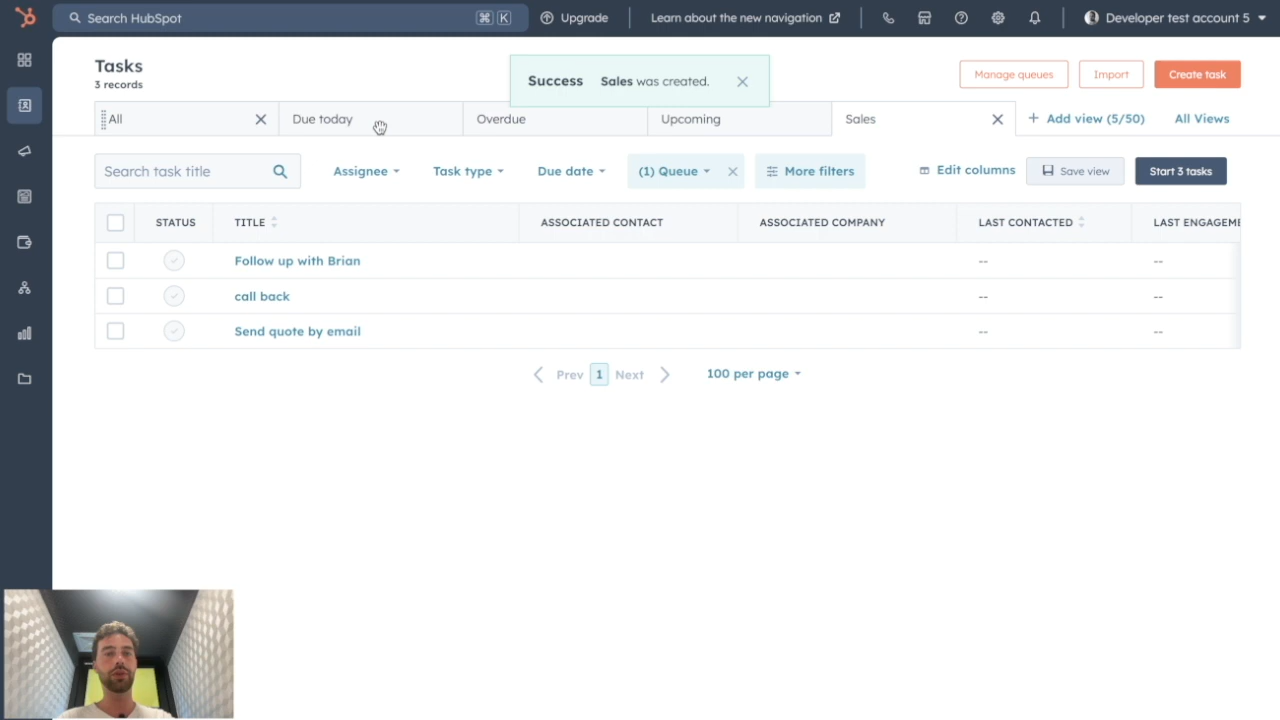 Search HubSpot
⌘ K
Upgrade
Learn about the new navigation
Developer test account 5
Tasks
3 records
Success Sales was created.
Manage queues
Import
Create task
All
Due today
Overdue
Upcoming
Sales
+ Add view (5/50)
All Views
Search task title
Assignee
Task type
Due date
(1) Queue
More filters
Edit columns
Save view
Start 3 tasks
STATUS
TITLE
ASSOCIATED CONTACT
ASSOCIATED COMPANY
LAST CONTACTED
LAST ENGAGEME
Follow up with Brian
--
--
call back
--
--
Send quote by email
--
--
Prev
1
Next
100 per page